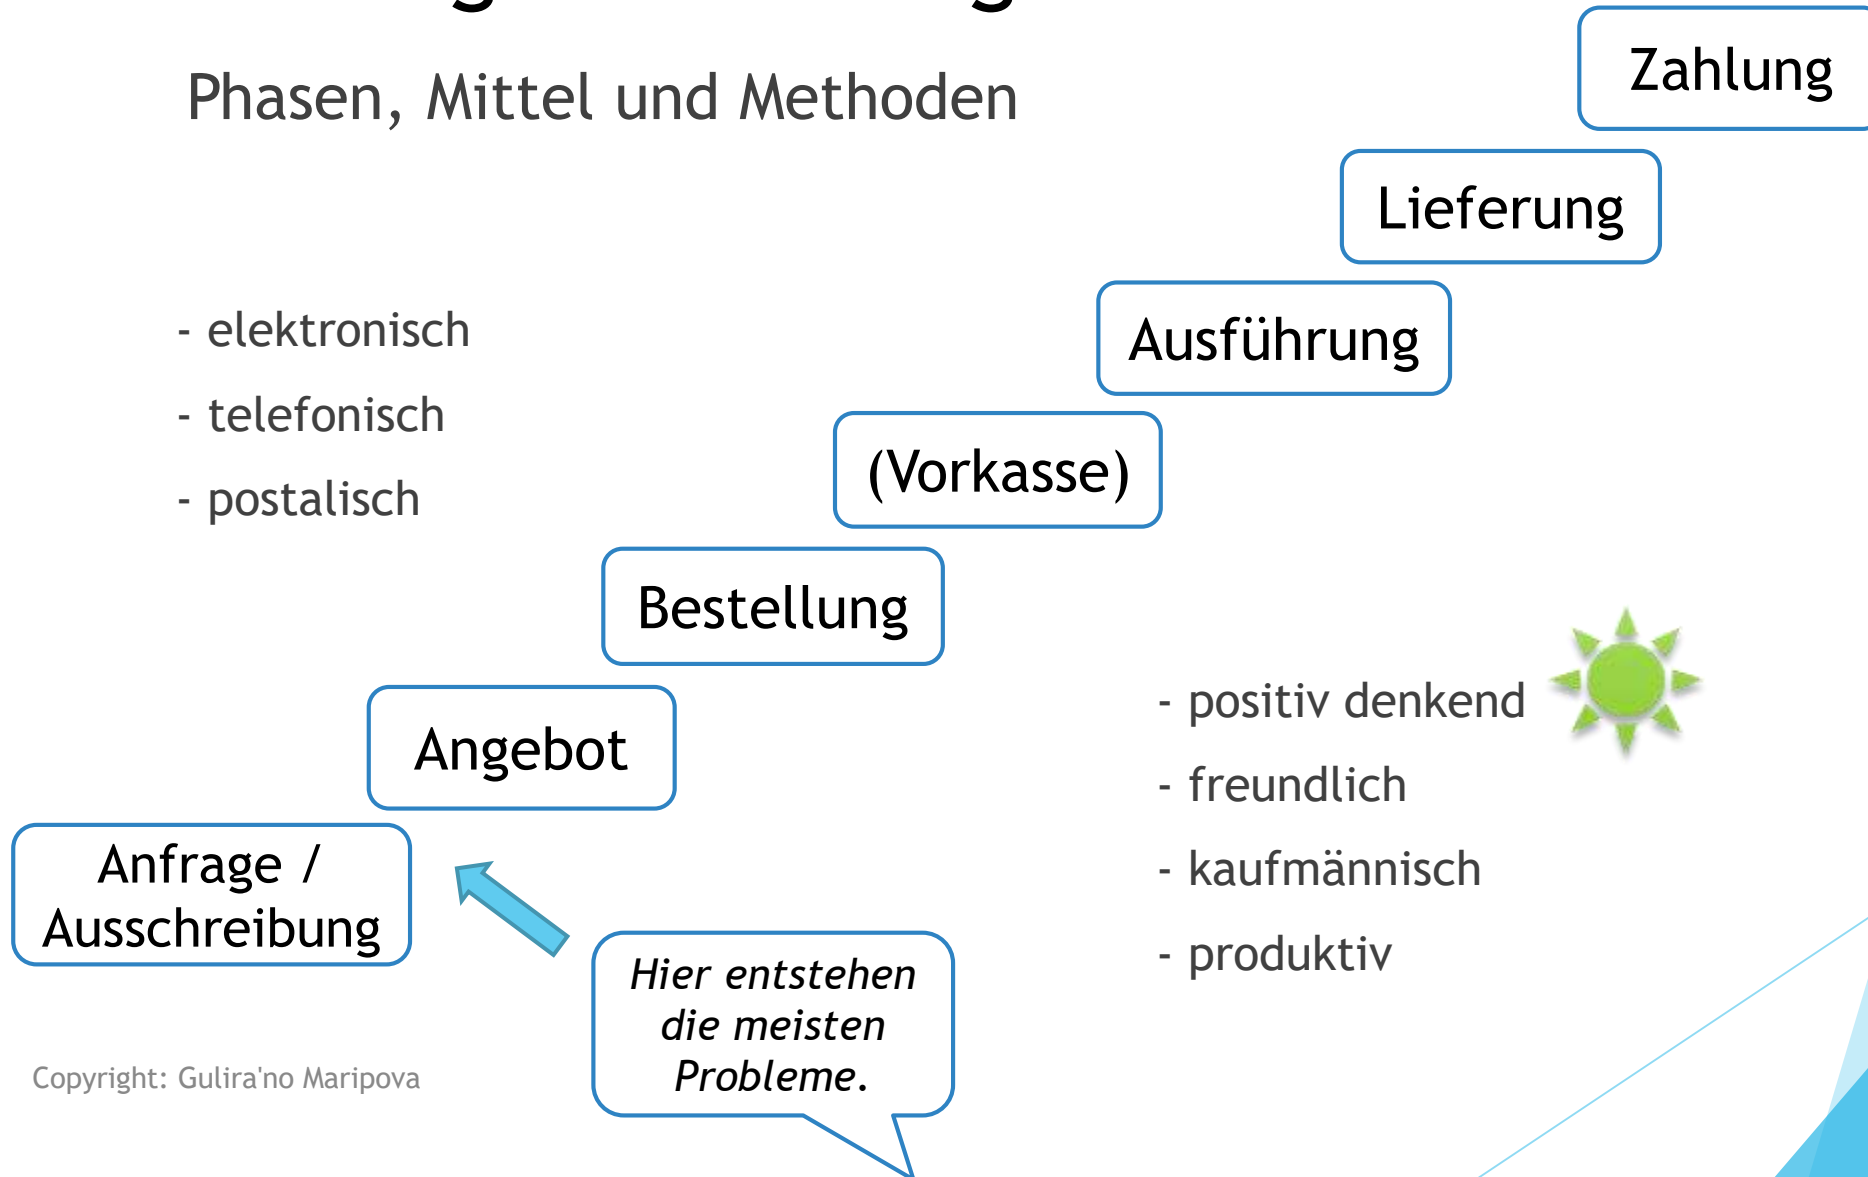 Phasen, Mittel und Methoden
Zahlung
Lieferung
Ausführung
(Vorkasse)
Bestellung
Angebot
Anfrage /
Ausschreibung
- elektronisch
- telefonisch
- postalisch
- positiv denkend
- freundlich
- kaufmännisch
- produktiv
Hier entstehen
die meisten
Probleme.
Copyright: Gulira'no Maripova